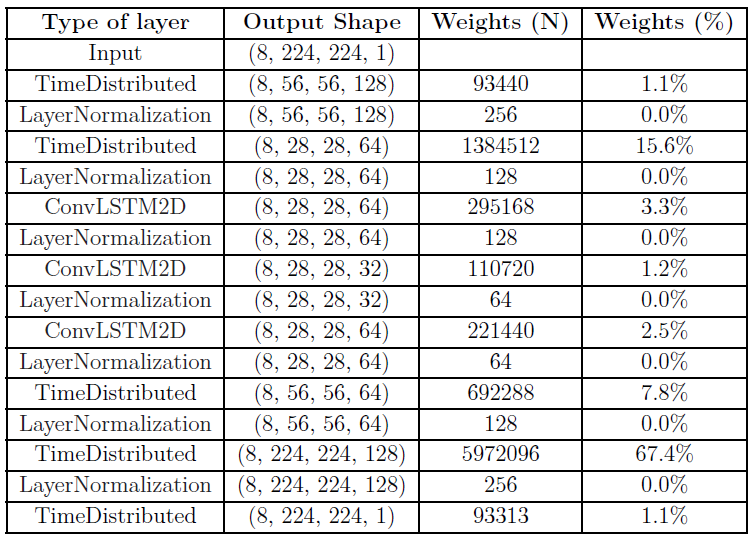 Type of layer Output Shape Weights (N) Weights (%)
Input (8, 224, 224, 1)
TimeDistributed (8, 56, 56, 128) 93440 1.1%
LayerNormalization (8, 56, 56, 128) 256 0.0%
TimeDistributed (8, 28, 28, 64) 1384512 15.6%
LayerNormalization (8, 28, 28, 64) 128 0.0%
ConvLSTM2D (8, 28, 28, 64) 295168 3.3%
LayerNormalization (8, 28, 28, 64) 128 0.0%
ConvLSTM2D (8, 28, 28, 32) 110720 1.2%
LayerNormalization (8, 28, 28, 32) 64 0.0%
ConvLSTM2D (8, 28, 28, 64) 221440 2.5%
LayerNormalization (8, 28, 28, 64) 64 0.0%
TimeDistributed (8, 56, 56, 64) 692288 7.8%
LayerNormalization (8, 56, 56, 64) 128 0.0%
TimeDistributed (8, 224, 224, 128) 5972096 67.4%
LayerNormalization (8, 224, 224, 128) 256 0.0%
TimeDistributed (8, 224, 224, 1) 93313 1.1%